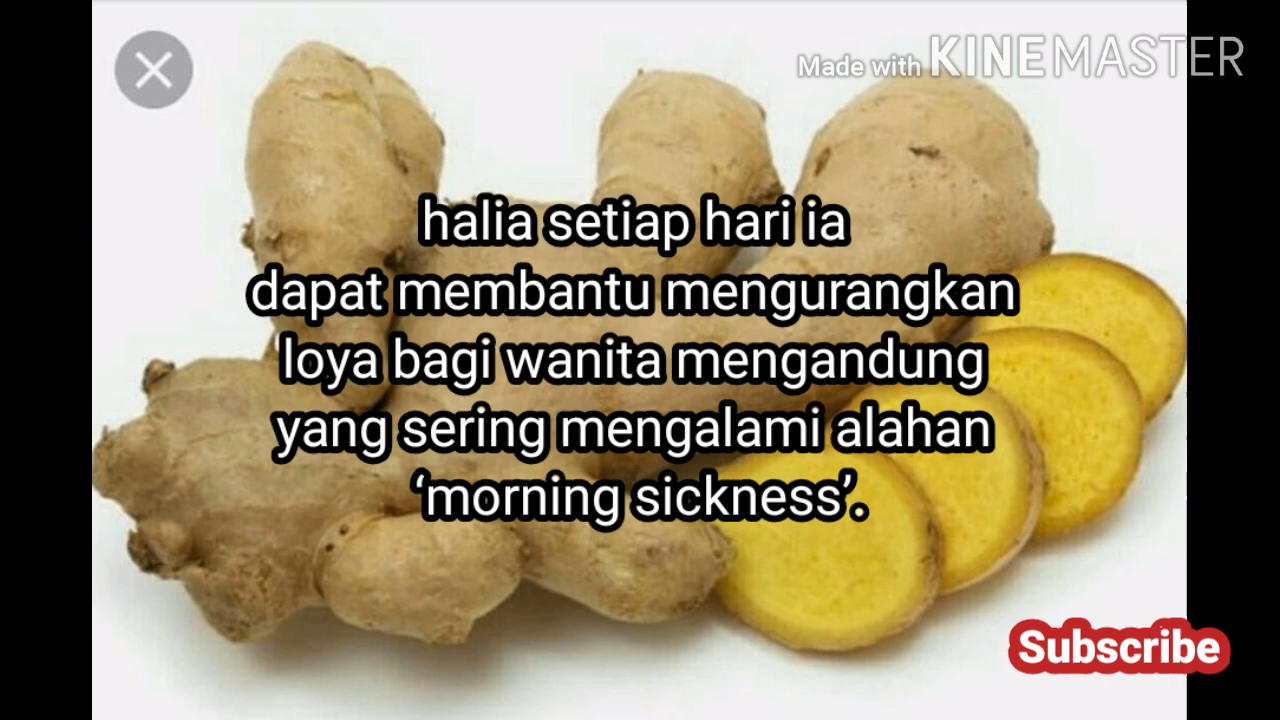 Made with KINEMASTER
halia setiap hari ia
dapat membantu mengurangkan
loya bagi wanita mengandung
yang sering mengalami alahan
‘morning sickness’.
Subscribe